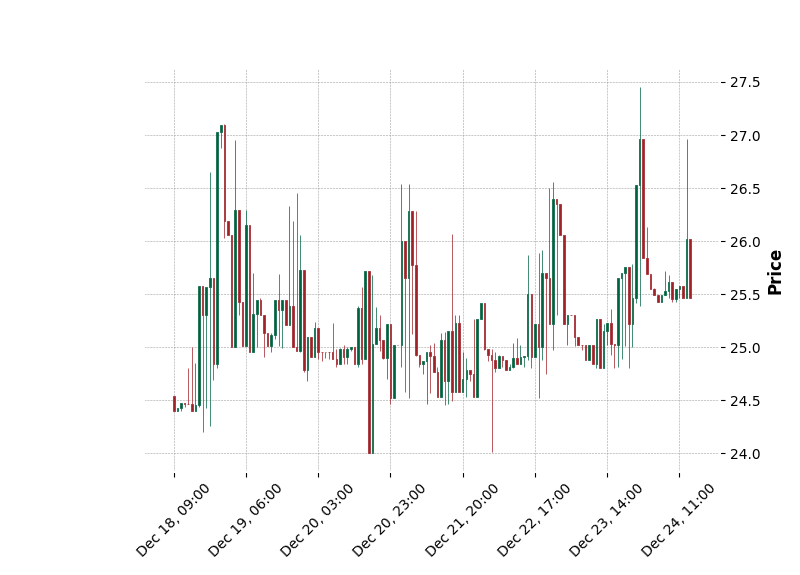 27.5
27.0
26.5
26.0
25.5
25.0
24.5
24.0
Price
Dec 18, 09:00
Dec 19, 06:00
Dec 20, 03:00
Dec 20, 23:00
Dec 21, 20:00
Dec 22, 17:00
Dec 23, 14:00
Dec 24, 11:00